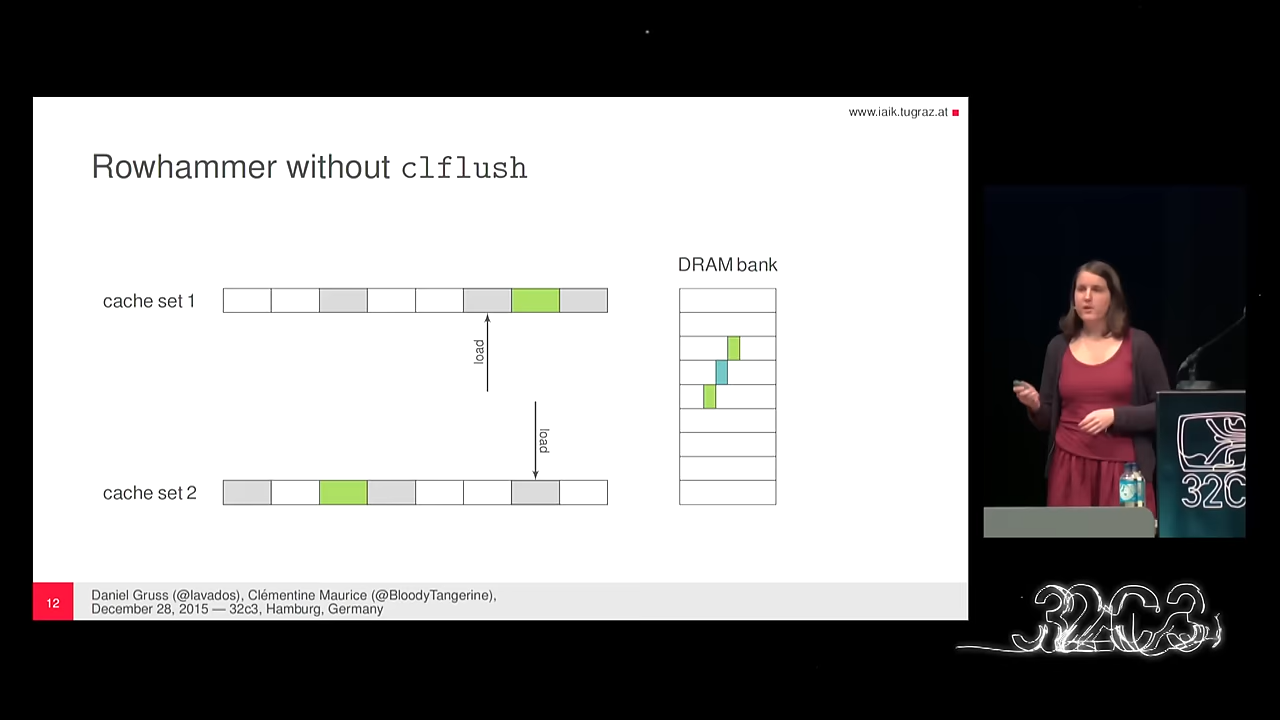 www.iaik.tugraz.at
Rowhammer without clflush
DRAM bank
cache set 1
load
load
cache set 2
12
Daniel Gruss (@lavados), Clémentine Maurice (@BloodyTangerine),
December 28, 2015 — 32c3, Hamburg, Germany
32C
32C3